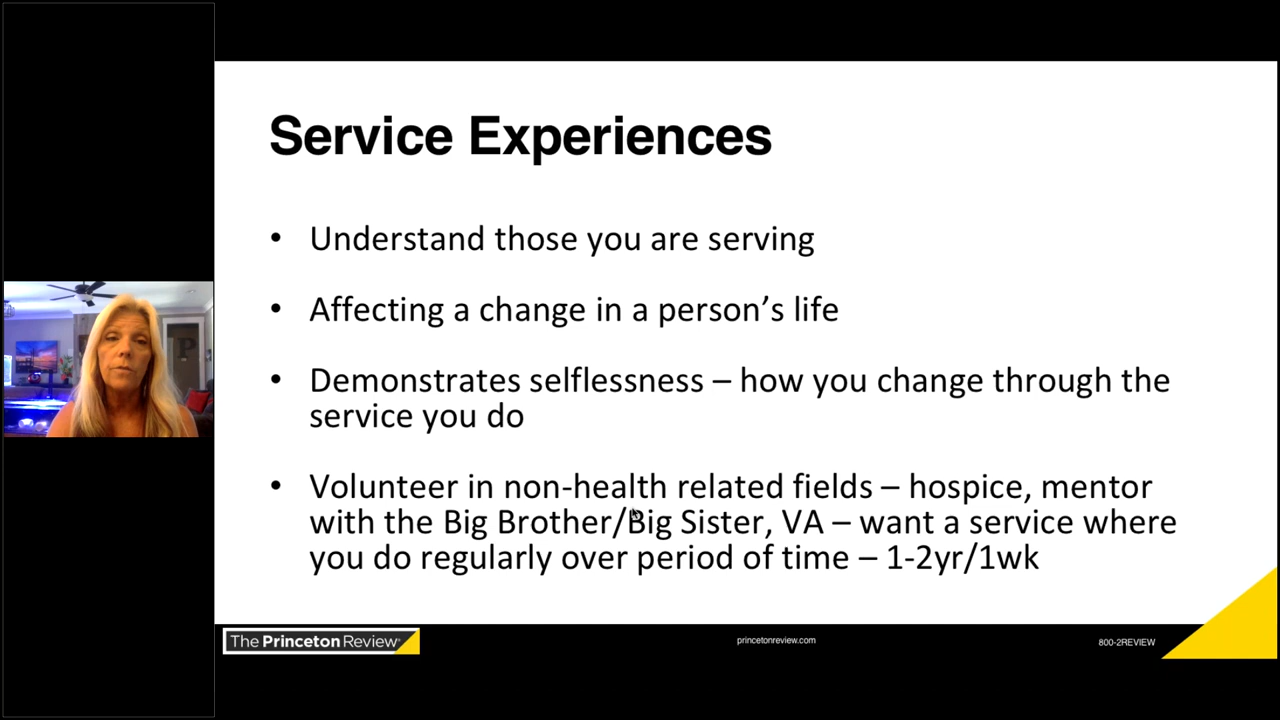 Service Experiences
• Understand those you are serving
• Affecting a change in a person’s life
• Demonstrates selflessness – how you change through the
service you do
• Volunteer in non-health related fields – hospice, mentor
with the Big Brother/Big Sister, VA – want a service where
you do regularly over period of time – 1-2yr/1wk
The Princeton Review®
princetonreview.com
800-2REVIEW
P